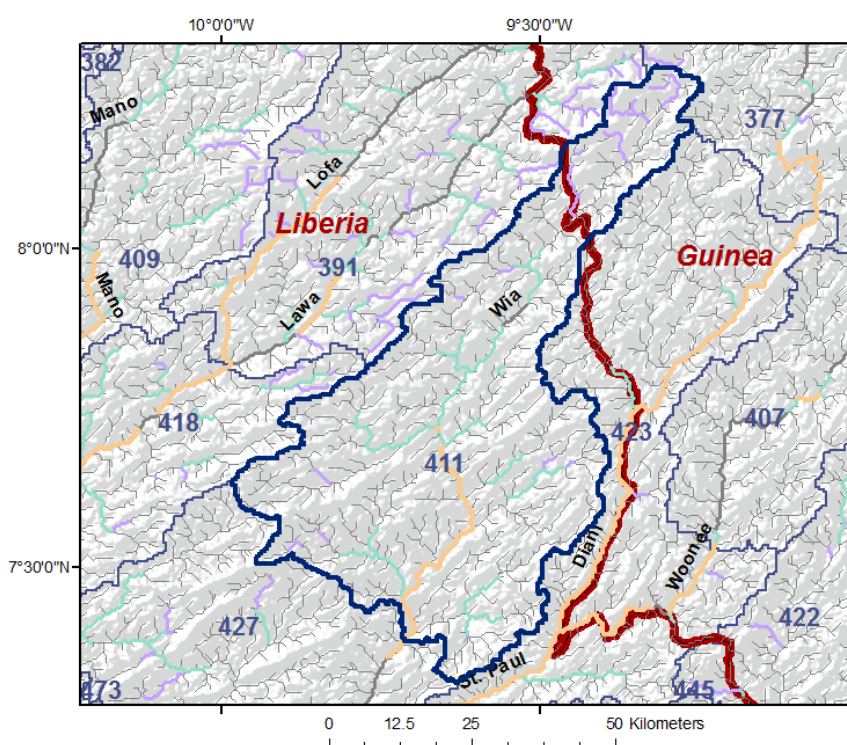 10°0'0"W
9°30'0"W
382
Mano
377
Lofa
Liberia
8°0'0"N
Guinea
409
391
Mano
Lawa
Wia
418
423
407
411
7°30'0"N
Diani
Woonee
427
422
St. Paul
473
445
0 12.5 25 50 Kilometers